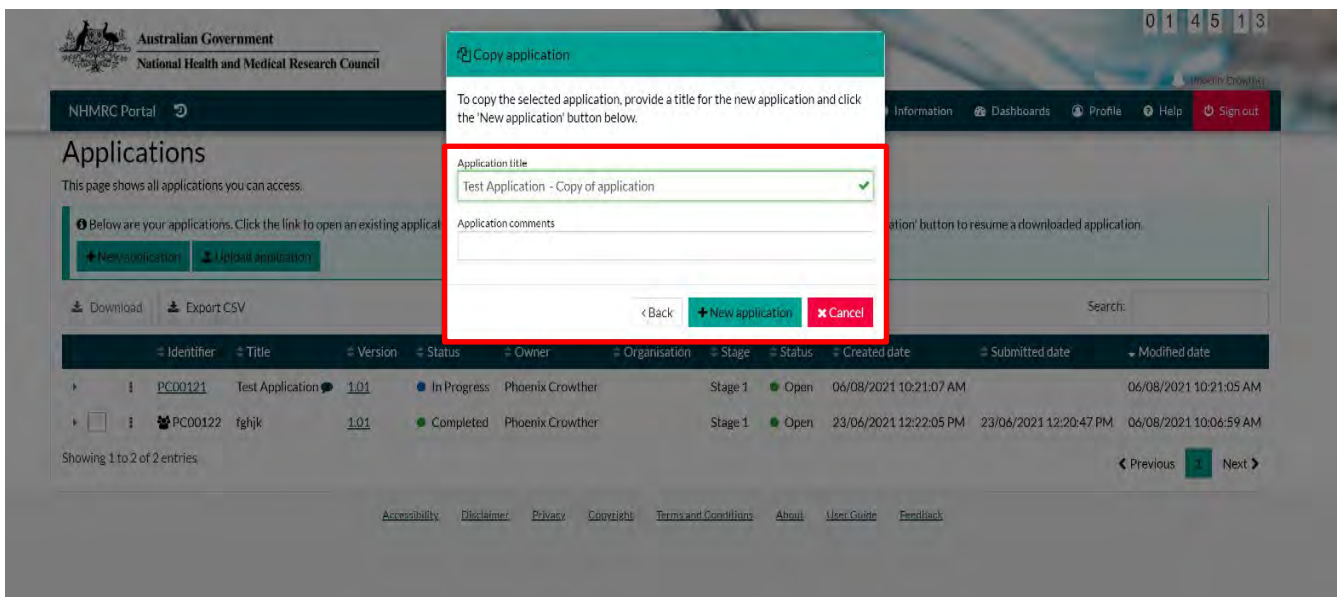 01 45 13
Australian Government
National Health and Medical Research Council
Phoenix Crowther
NHMRC Portal
Information Dashboards Profile Help Sign out
Copy application
To copy the selected application, provide a title for the new application and click
the 'New application' button below.
Application title
Test Application - Copy of application
Application comments
Back New application Cancel
Applications
This page shows all applications you can access.
Below are your applications. Click the link to open an existing applicat ation' button to resume a downloaded application.
New application Upload application
Download Export CSV Search:
Identifier Title Version Status Owner Organisation Stage Status Created date Submitted date Modified date
PC00121 Test Application 1.01 In Progress Phoenix Crowther Stage 1 Open 06/08/2021 10:21:07 AM 06/08/2021 10:21:05 AM
PC00122 fghjk 1.01 Completed Phoenix Crowther Stage 1 Open 23/06/2021 12:22:05 PM 23/06/2021 12:20:47 PM 06/08/2021 10:06:59 AM
Showing 1 to 2 of 2 entries
Previous 1 Next
Accessibility Disclaimer Privacy Copyright Terms and Conditions About User Guide Feedback